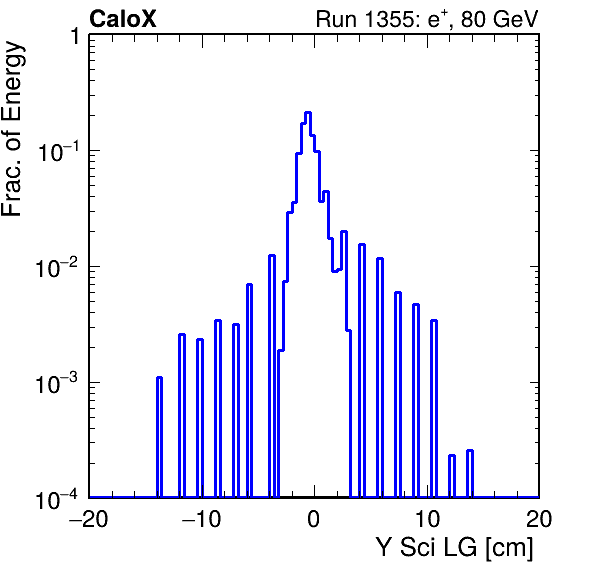 CaloX Run 1355: e⁺, 80 GeV
Frac. of Energy
1
10⁻¹
10⁻²
10⁻³
10⁻⁴
−20 −10 0 10 20
Y Sci LG [cm]